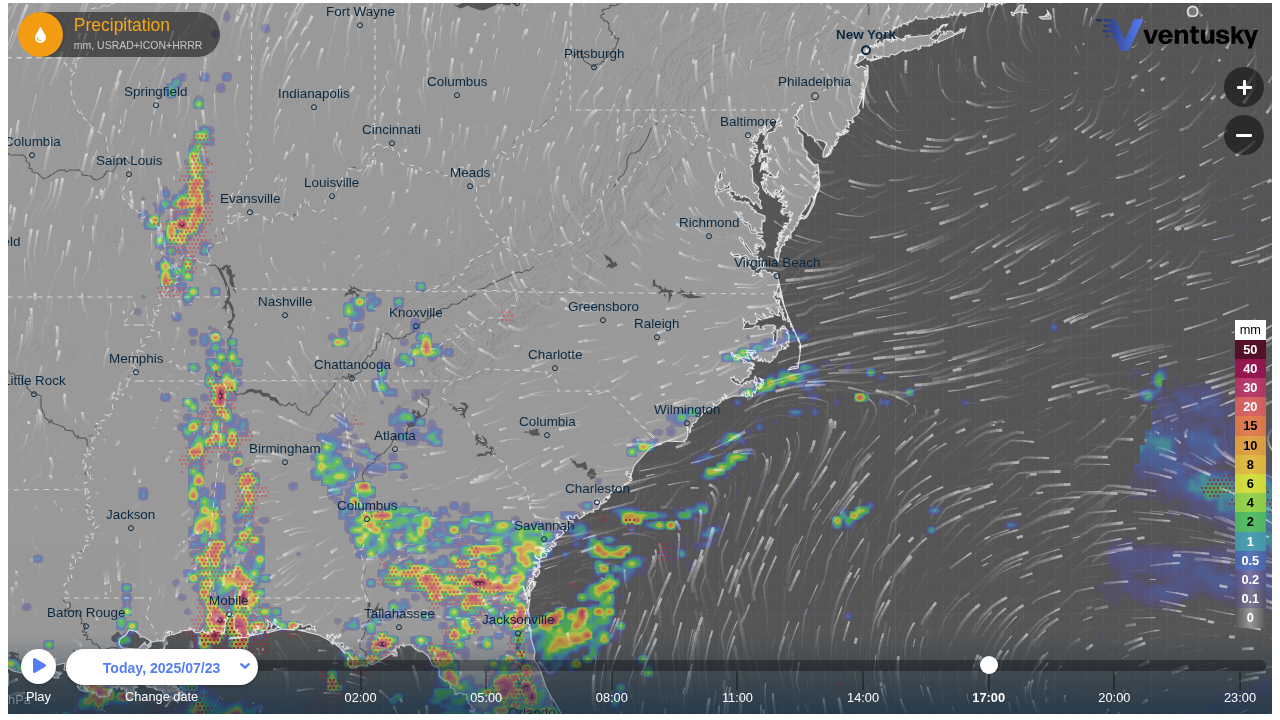 Precipitation
mm, USRAD+ICON+HRRR
ventusky
Fort Wayne
New York
Pittsburgh
Columbus
Philadelphia
Springfield
Indianapolis
Baltimore
Cincinnati
Columbia
Saint Louis
Meads
Louisville
Evansville
Richmond
eld
Virginia Beach
Nashville
Greensboro
Knoxville
Raleigh
mm
50
40
30
20
15
10
8
6
4
2
1
0.5
0.2
0.1
0
Memphis
Charlotte
Chattanooga
Little Rock
Wilmington
Columbia
Atlanta
Birmingham
Charleston
Columbus
Jackson
Savannah
Mobile
Baton Rouge
Tallahassee
Jacksonville
Today, 2025/07/23
Play
Change date
02:00
05:00
08:00
11:00
14:00
17:00
20:00
23:00
hPa
Orlando